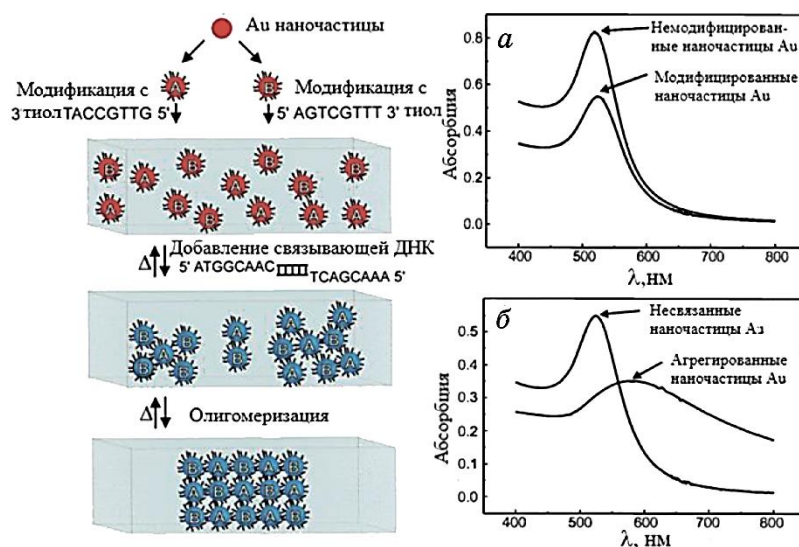 Au наночастицы
Модификация с
3' тиол TACCGTTG 5'
A
B
Модификация с
5' AGTCGTTT 3' тиол
B
B
B
B
A
A
B
A
B
B
A
A
A
Δ
Добавление связывающей ДНК
5' ATGGCAAC
TCAGCAAA 5'
Δ
Олигомеризация
B A B A B
A B A B A
B A B A B
а
Немодифицирован-
ные наночастицы Au
Модифицированные
наночастицы Au
Абсорбция
0.8
0.6
0.4
0.2
0.0
400 500 600 700 800
λ,нм
б
Несвязанные
наночастицы Au
Агрегированные
наночастицы Au
Абсорбция
0.5
0.4
0.3
0.2
0.1
0.0
400 500 600 700 800
λ, нм